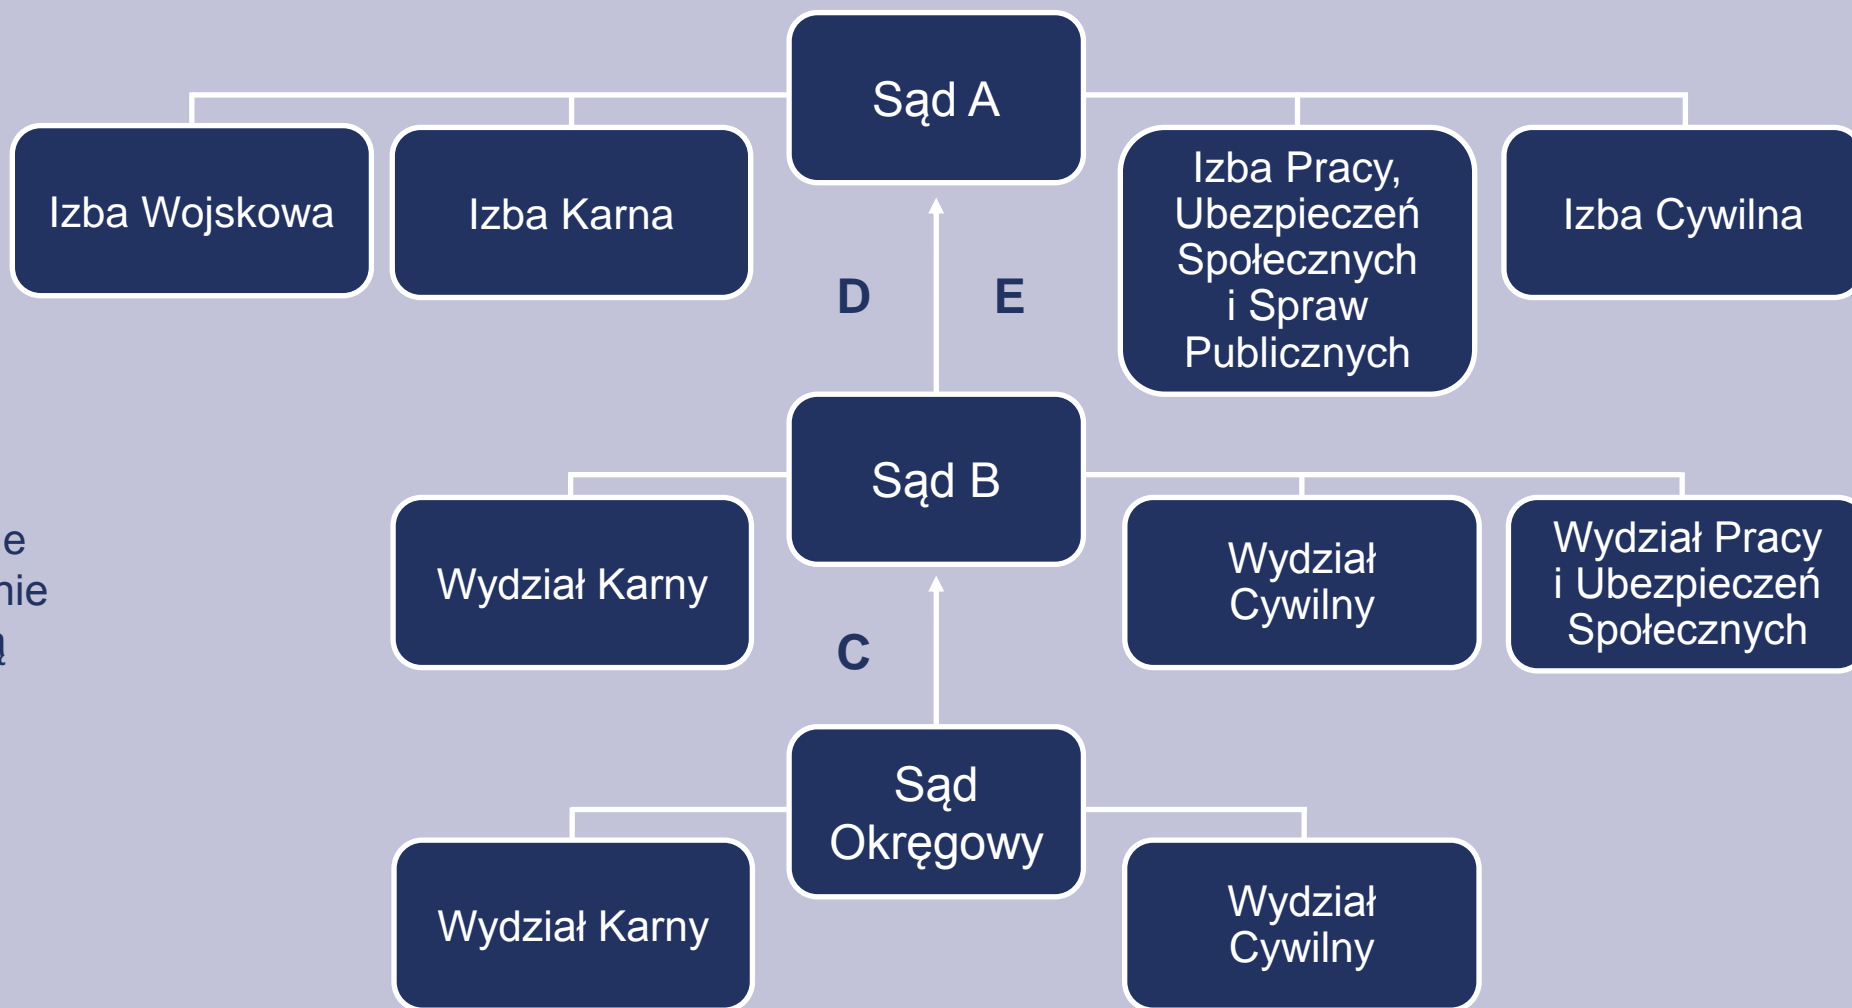 Sąd A
Izba Wojskowa
Izba Karna
Izba Pracy,
Ubezpieczeń
Społecznych
i Spraw
Publicznych
Izba Cywilna
D
E
Sąd B
Wydział Karny
Wydział
Cywilny
Wydział Pracy
i Ubezpieczeń
Społecznych
C
Sąd
Okręgowy
Wydział Karny
Wydział
Cywilny